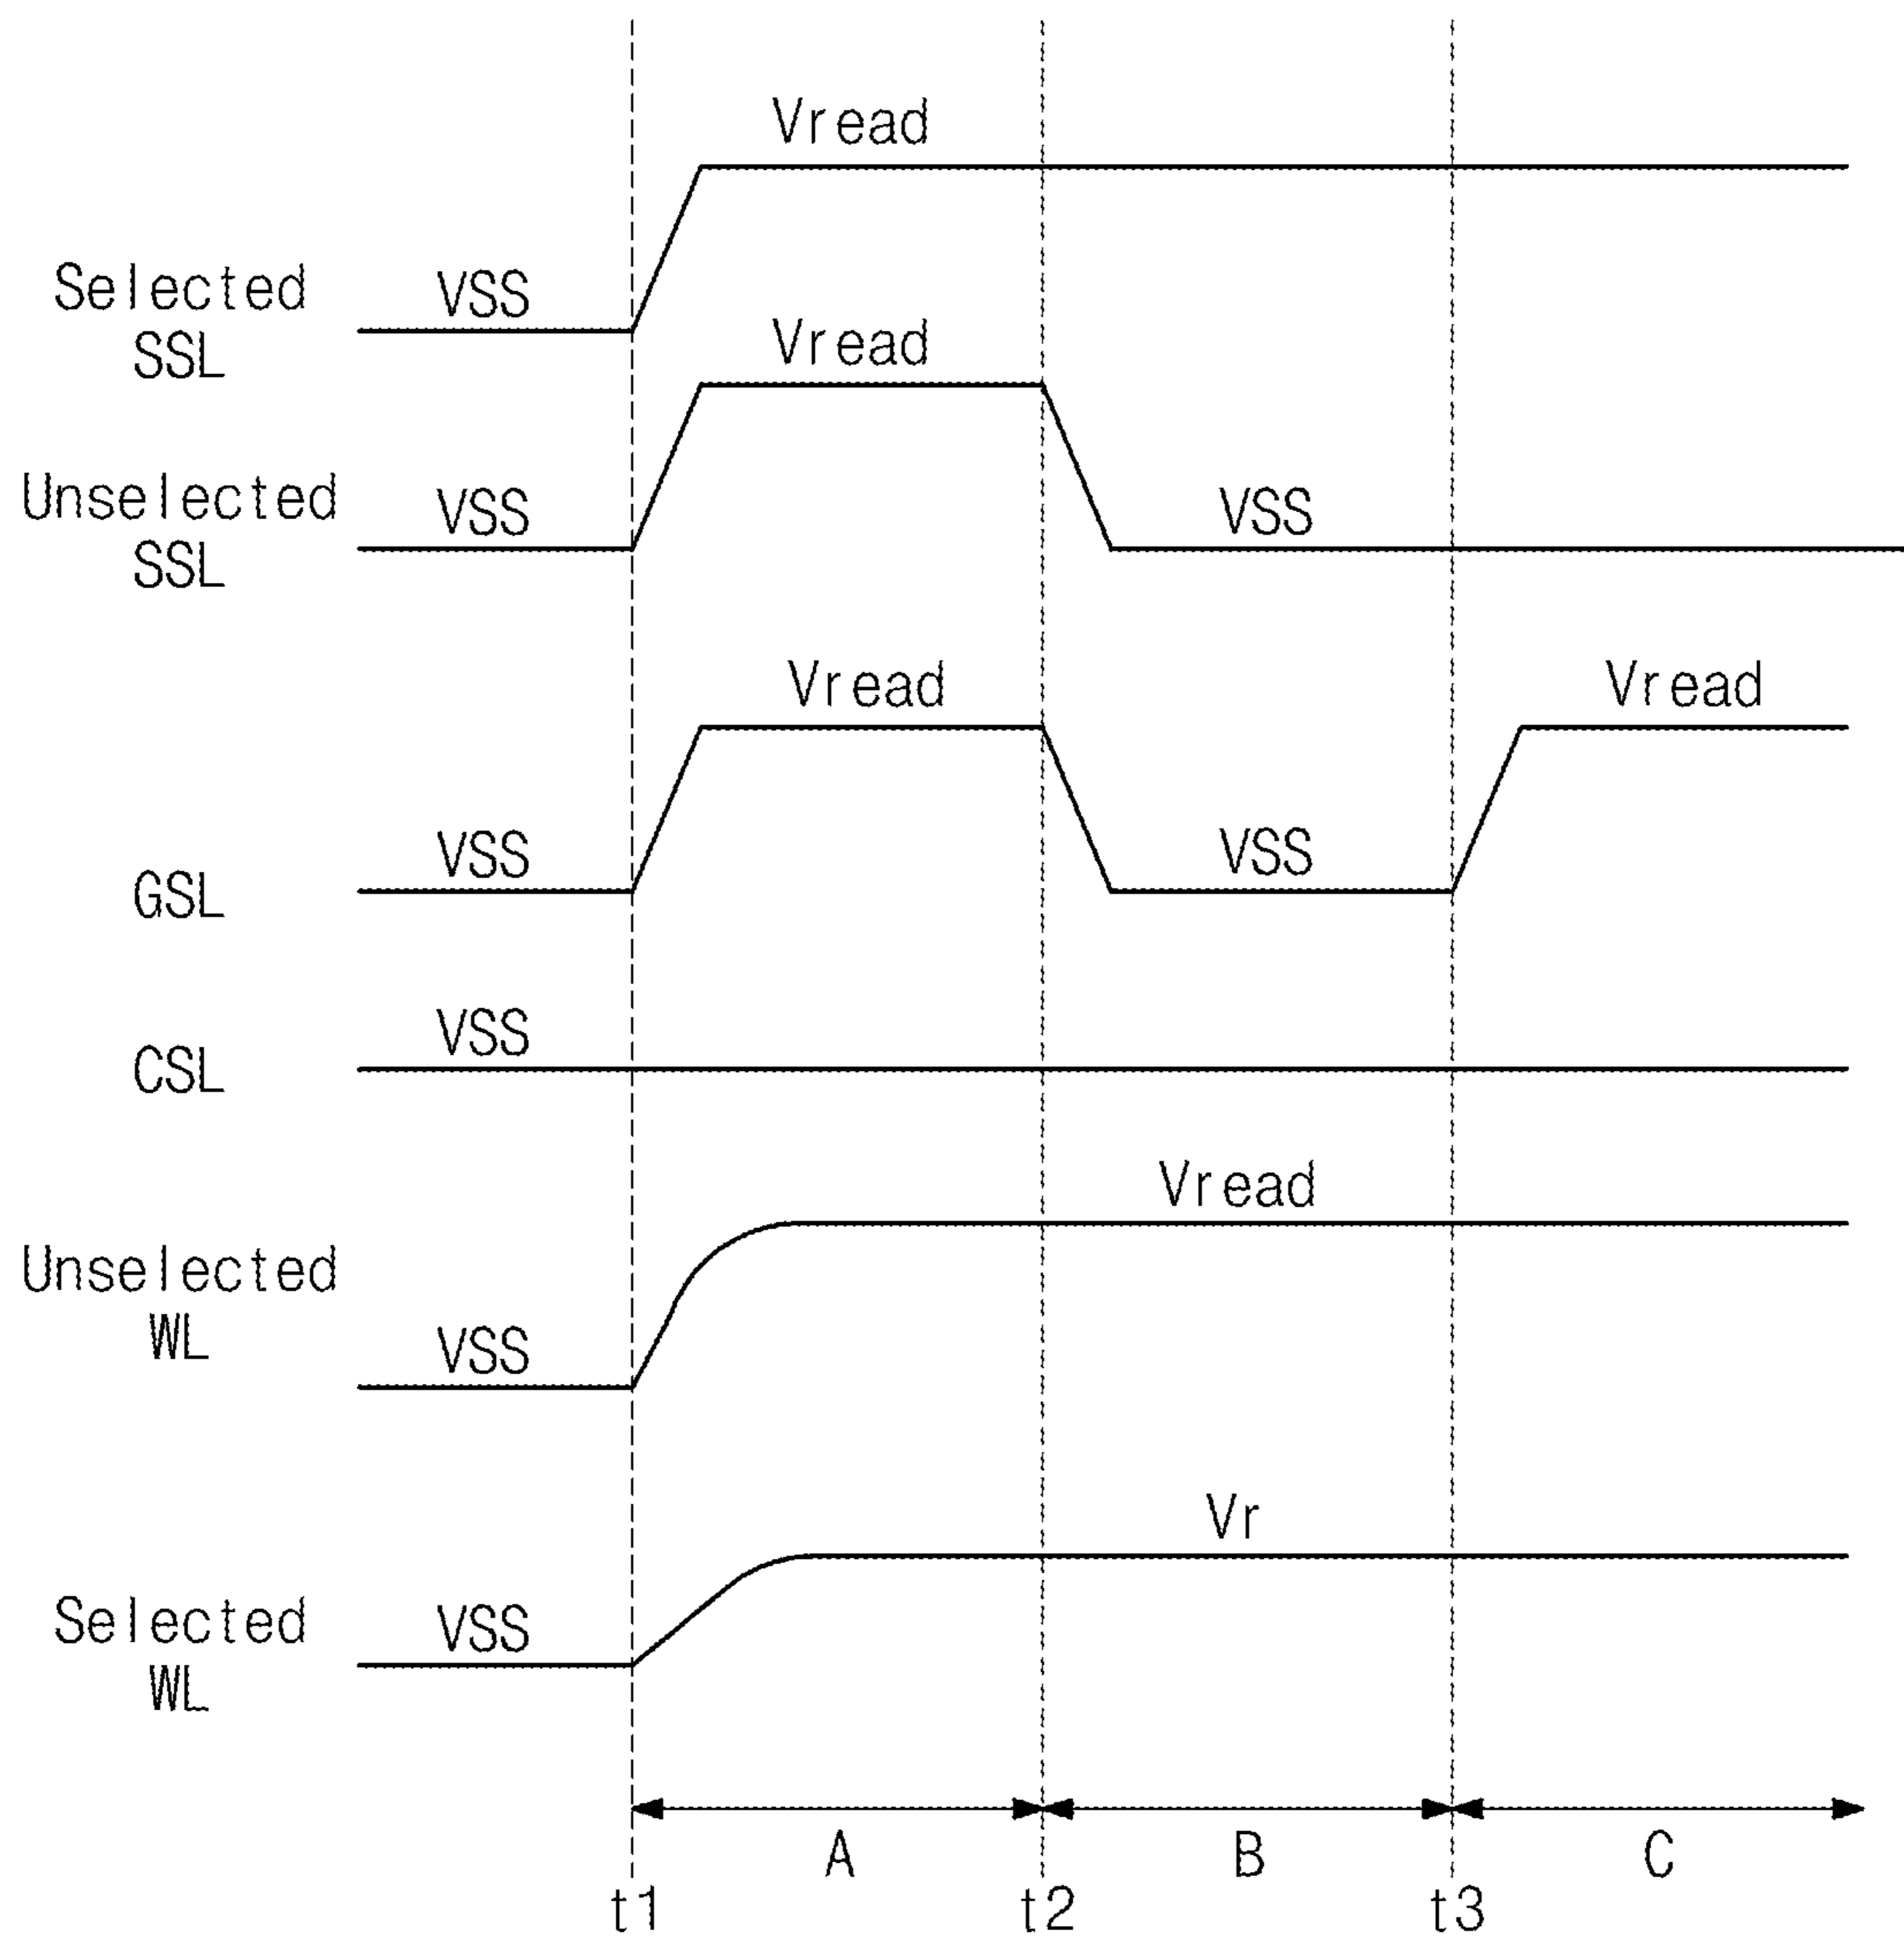 Vread
Selected
SSL
VSS
Vread
Unselected
SSL
VSS
VSS
Vread
Vread
GSL
VSS
VSS
CSL
VSS
Vread
Unselected
WL
VSS
Vr
Selected
WL
VSS
A
B
C
t1
t2
t3